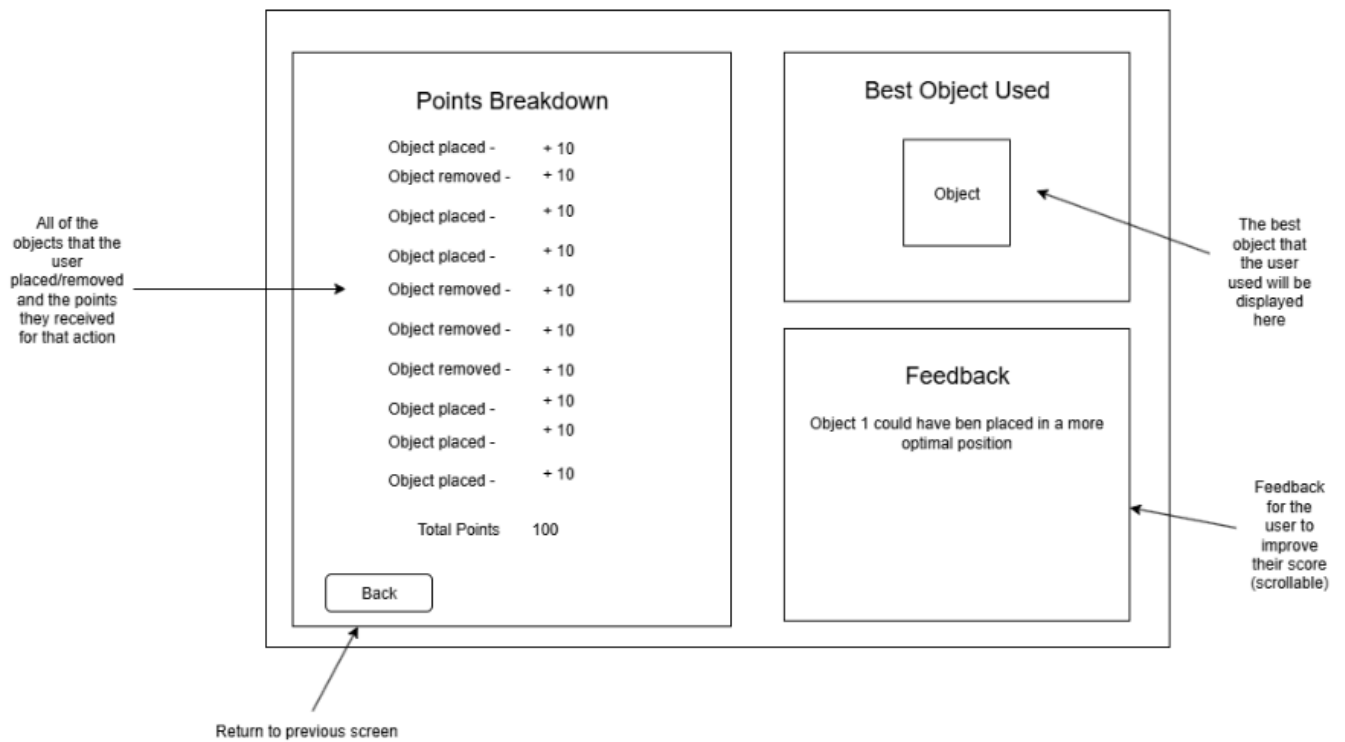 Points Breakdown
Object placed - + 10
Object removed - + 10
Object placed - + 10
Object placed - + 10
Object removed - + 10
Object removed - + 10
Object removed - + 10
Object placed - + 10
Object placed - + 10
Object placed - + 10
Total Points 100
Back
Best Object Used
Object
Feedback
Object 1 could have ben placed in a more
optimal position
All of the
objects that the
user
placed/removed
and the points
they received
for that action
The best
object that
the user
used will be
displayed
here
Feedback
for the
user to
improve
their score
(scrollable)
Return to previous screen